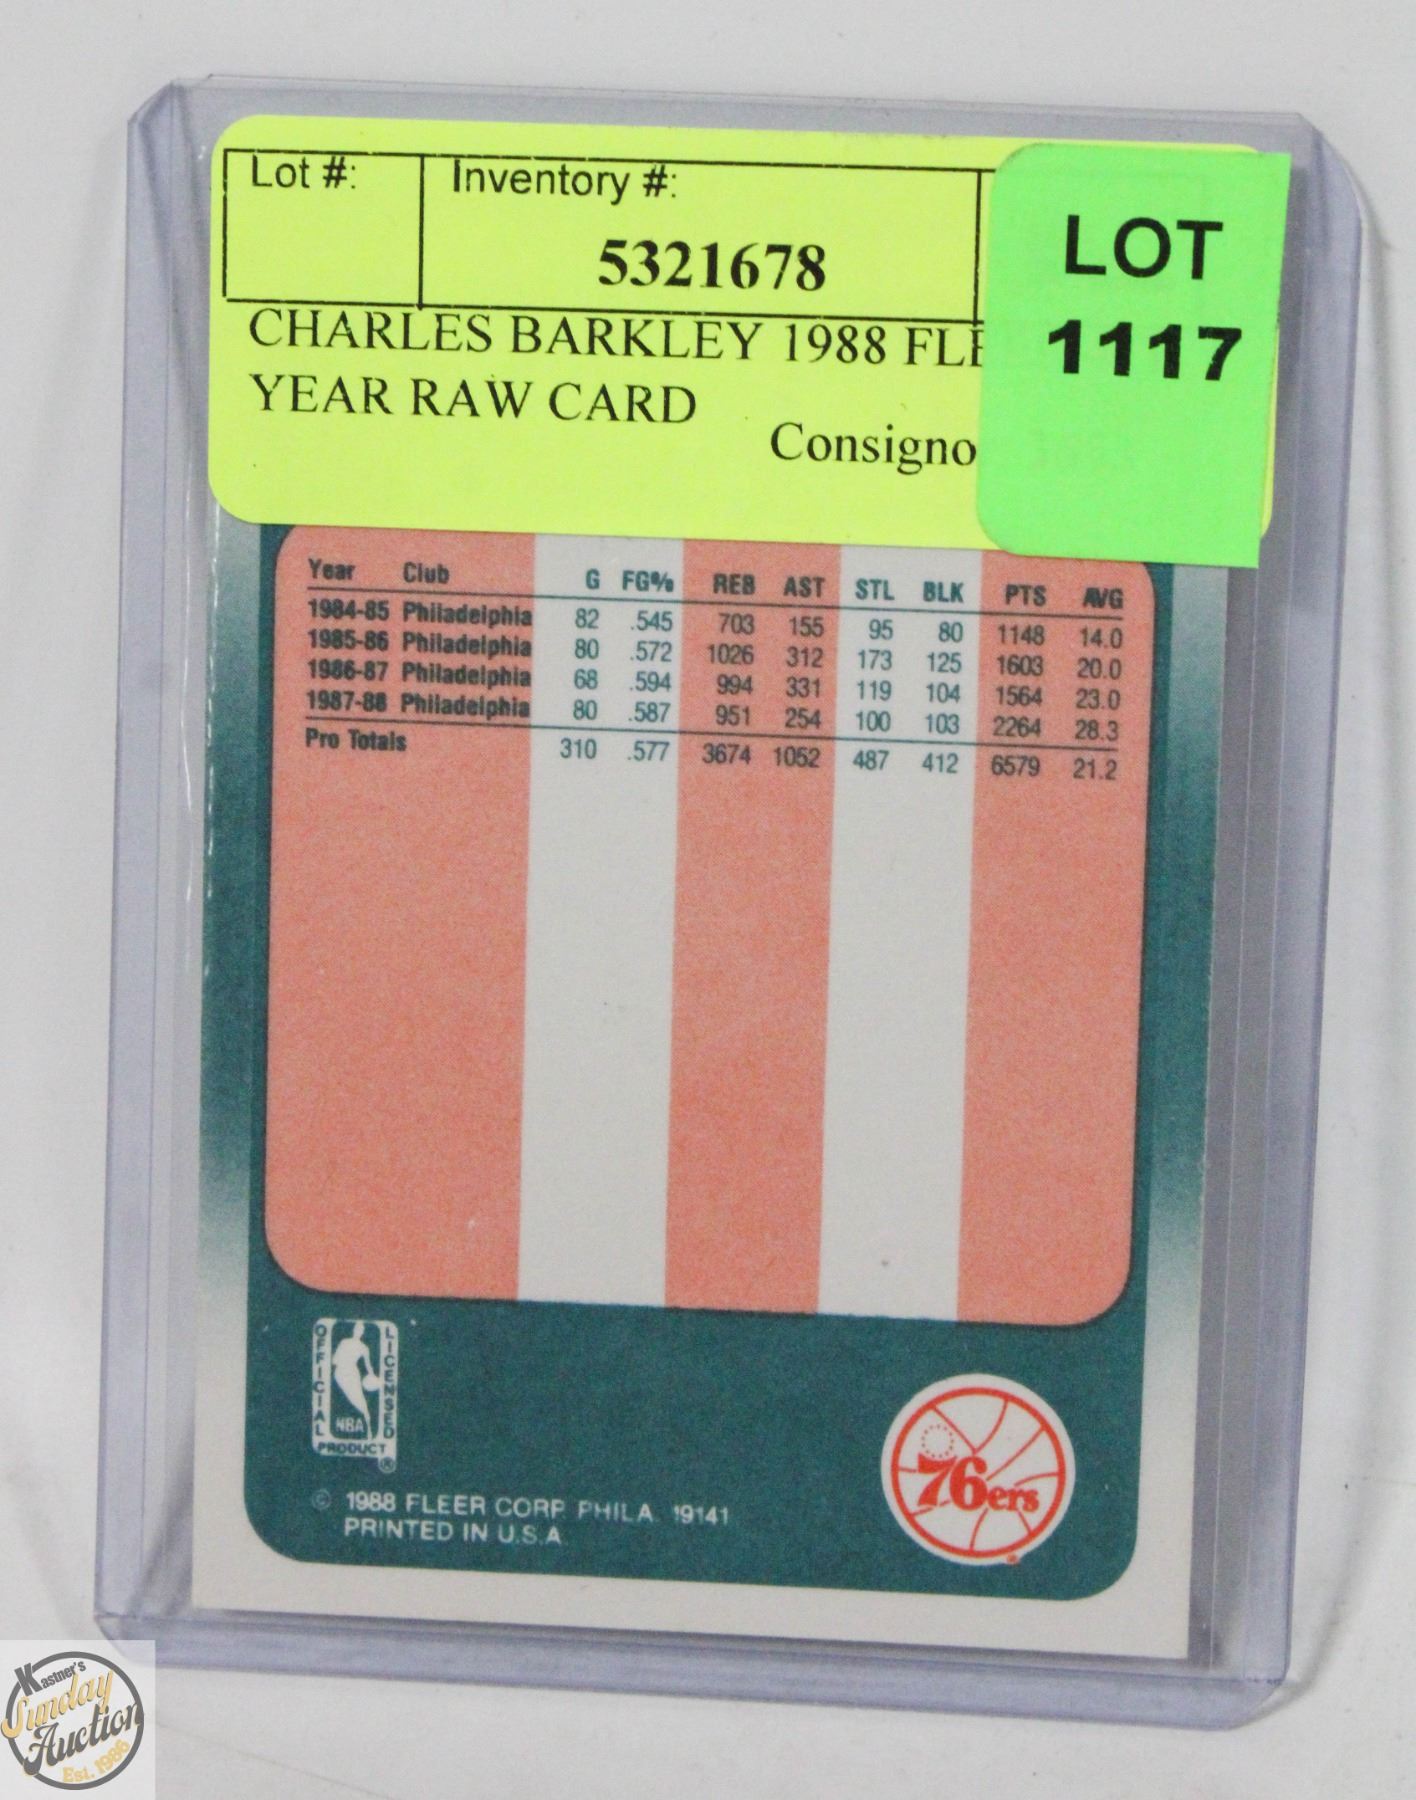 Lot #: Inventory #:
5321678
LOT
1117
CHARLES BARKLEY 1988
YEAR RAW CARD
Year Club G FG% REB AST STL BLK PTS AVG
1984-85 Philadelphia 82 .545 703 155 95 80 1148 14.0
1985-86 Philadelphia 80 .572 1026 312 173 125 1603 20.0
1986-87 Philadelphia 68 .594 994 331 119 104 1564 23.0
1987-88 Philadelphia 80 .587 951 254 100 103 2264 28.3
Pro Totals 310 .577 3674 1052 487 412 6579 21.2
OFFICIAL LICENSED
NBA
PRODUCT ®
76ers
© 1988 FLEER CORP. PHILA. 19141
PRINTED IN U.S.A.
Kastner's
Sunday
Auction
Est. 1986